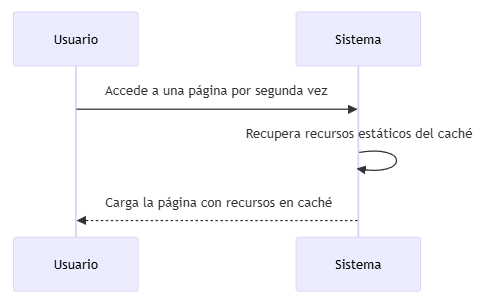 Usuario
Sistema
Accede a una página por segunda vez
Recupera recursos estáticos del caché
Carga la página con recursos en caché
Usuario
Sistema